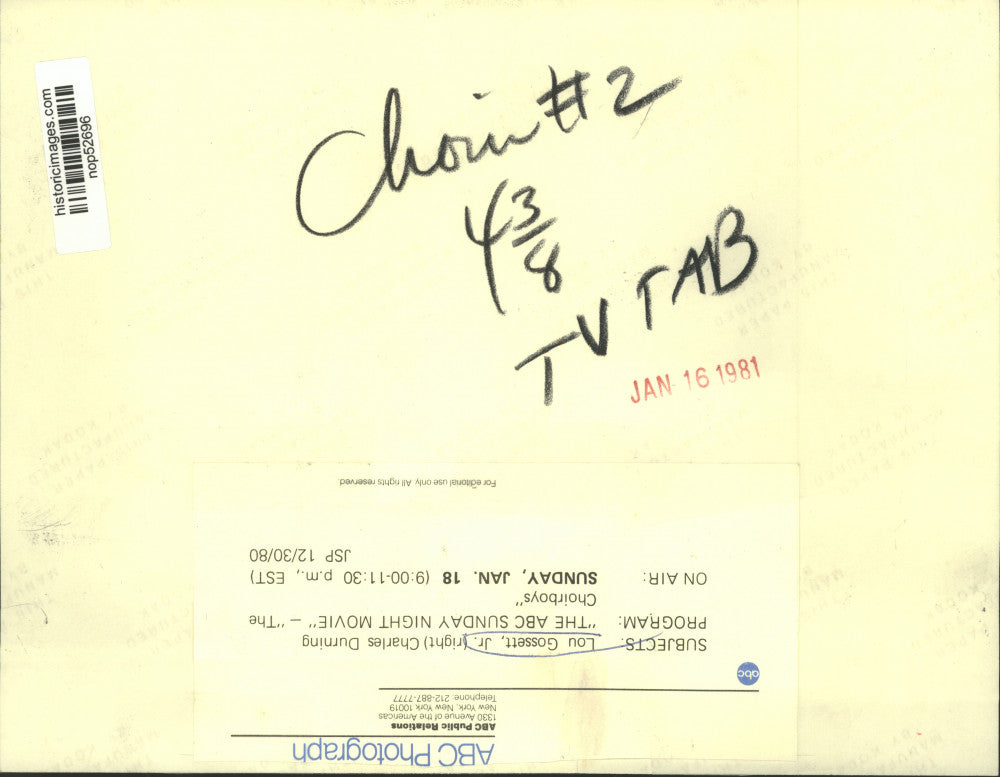 historicimages.com
nop52696
Choir #2
4 3/8
TV TAB
JAN 16 1981
ABC Photograph
ABC Public Relations
1330 Avenue of the Americas
New York, New York 10019
Telephone: 212-887-7777
abc
SUBJECTS: Lou Gossett, Jr. (right) Charles Durning
PROGRAM: "THE ABC SUNDAY NIGHT MOVIE" — "The
Choirboys"
ON AIR: SUNDAY, JAN. 18 (9:00-11:30 p.m., EST)
JSP 12/30/80
For editorial use only. All rights reserved.